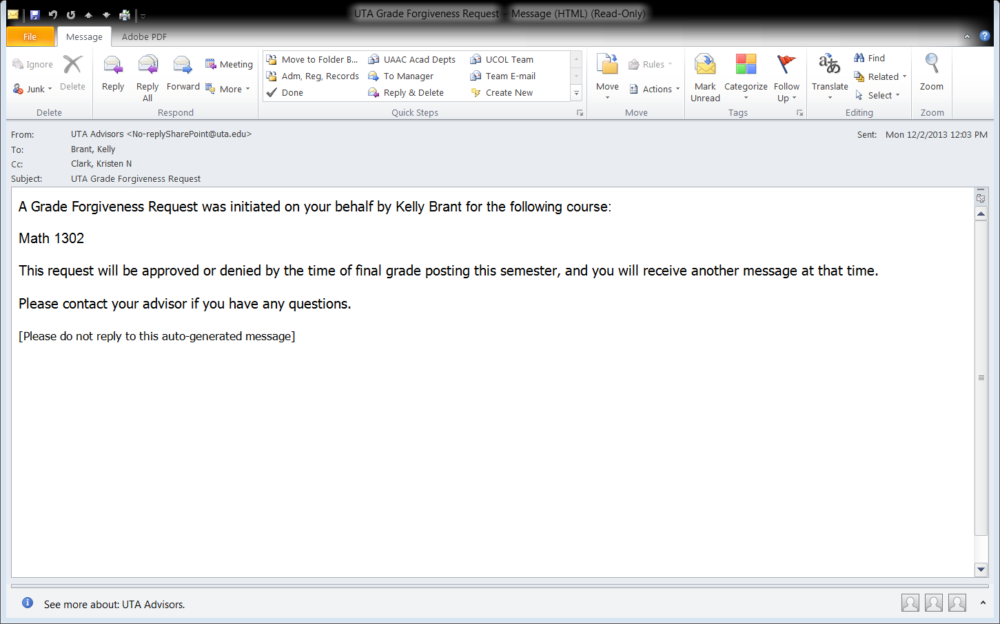 UTA Grade Forgiveness Request - Message (HTML) (Read-Only)
File Message Adobe PDF
Ignore
Junk
Delete
Delete
Reply
Reply All
Forward
Meeting
More
Respond
Move to Folder B... UAAC Acad Depts UCOL Team
Adm, Reg, Records To Manager Team E-mail
Done Reply & Delete Create New
Quick Steps
Move
Rules
Actions
Move
Mark Unread
Categorize
Follow Up
Tags
Translate
Find
Related
Select
Editing
Zoom
Zoom
From: UTA Advisors <No-replySharePoint@uta.edu> Sent: Mon 12/2/2013 12:03 PM
To: Brant, Kelly
Cc: Clark, Kristen N
Subject: UTA Grade Forgiveness Request
A Grade Forgiveness Request was initiated on your behalf by Kelly Brant for the following course:
Math 1302
This request will be approved or denied by the time of final grade posting this semester, and you will receive another message at that time.
Please contact your advisor if you have any questions.
[Please do not reply to this auto-generated message]
See more about: UTA Advisors.